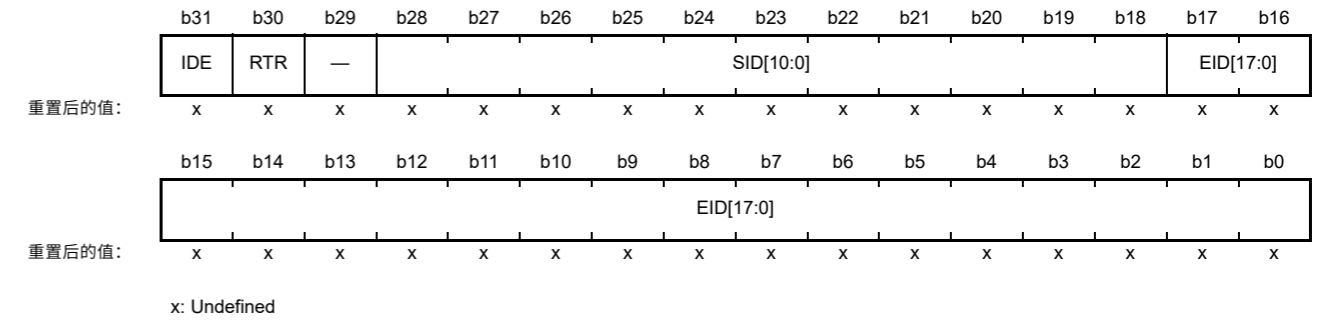 b31 b30 b29 b28 b27 b26 b25 b24 b23 b22 b21 b20 b19 b18 b17 b16
IDE RTR — SID[10:0] EID[17:0]
重置后的值： x x x x x x x x x x x x x x x x
b15 b14 b13 b12 b11 b10 b9 b8 b7 b6 b5 b4 b3 b2 b1 b0
EID[17:0]
重置后的值： x x x x x x x x x x x x x x x x
x: Undefined